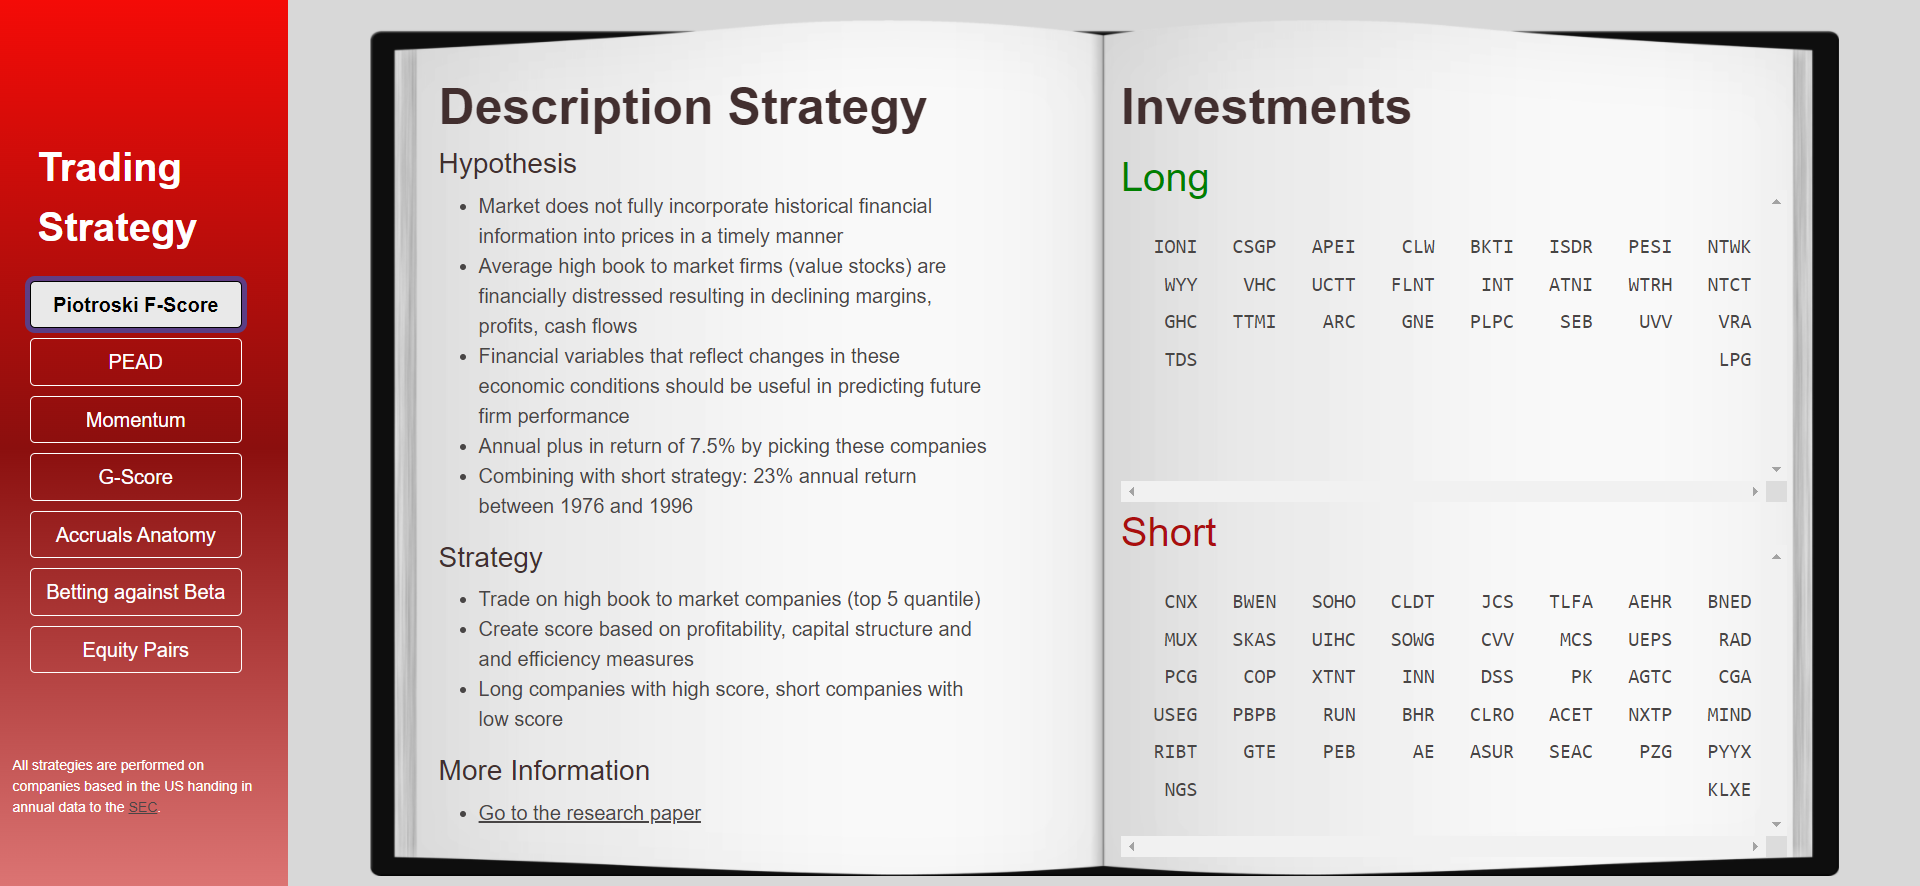 Trading
Strategy
Piotroski F-Score
PEAD
Momentum
G-Score
Accruals Anatomy
Betting against Beta
Equity Pairs
All strategies are performed on
companies based in the US handing in
annual data to the SEC.
Description Strategy
Hypothesis
Market does not fully incorporate historical financial
information into prices in a timely manner
Average high book to market firms (value stocks) are
financially distressed resulting in declining margins,
profits, cash flows
Financial variables that reflect changes in these
economic conditions should be useful in predicting future
firm performance
Annual plus in return of 7.5% by picking these companies
Combining with short strategy: 23% annual return
between 1976 and 1996
Strategy
Trade on high book to market companies (top 5 quantile)
Create score based on profitability, capital structure and
and efficiency measures
Long companies with high score, short companies with
low score
More Information
Go to the research paper
Investments
Long
IONI CSGP APEI CLW BKTI ISDR PESI NTWK
WYY VHC UCTT FLNT INT ATNI WTRH NTCT
GHC TTMI ARC GNE PLPC SEB UVV VRA
TDS LPG
Short
CNX BWEN SOHO CLDT JCS TLFA AEHR BNED
MUX SKAS UIHC SOWG CVV MCS UEPS RAD
PCG COP XTNT INN DSS PK AGTC CGA
USEG PBPB RUN BHR CLRO ACET NXTP MIND
RIBT GTE PEB AE ASUR SEAC PZG PYYX
NGS KLXE